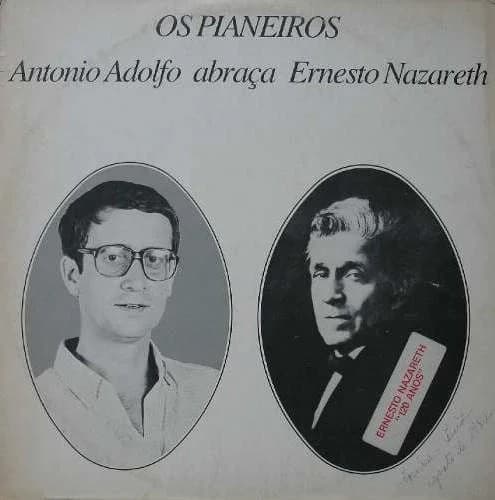 OS PIANEIROS
Antonio Adolfo abraça Ernesto Nazareth
ERNESTO NAZARETH
"120 ANOS"